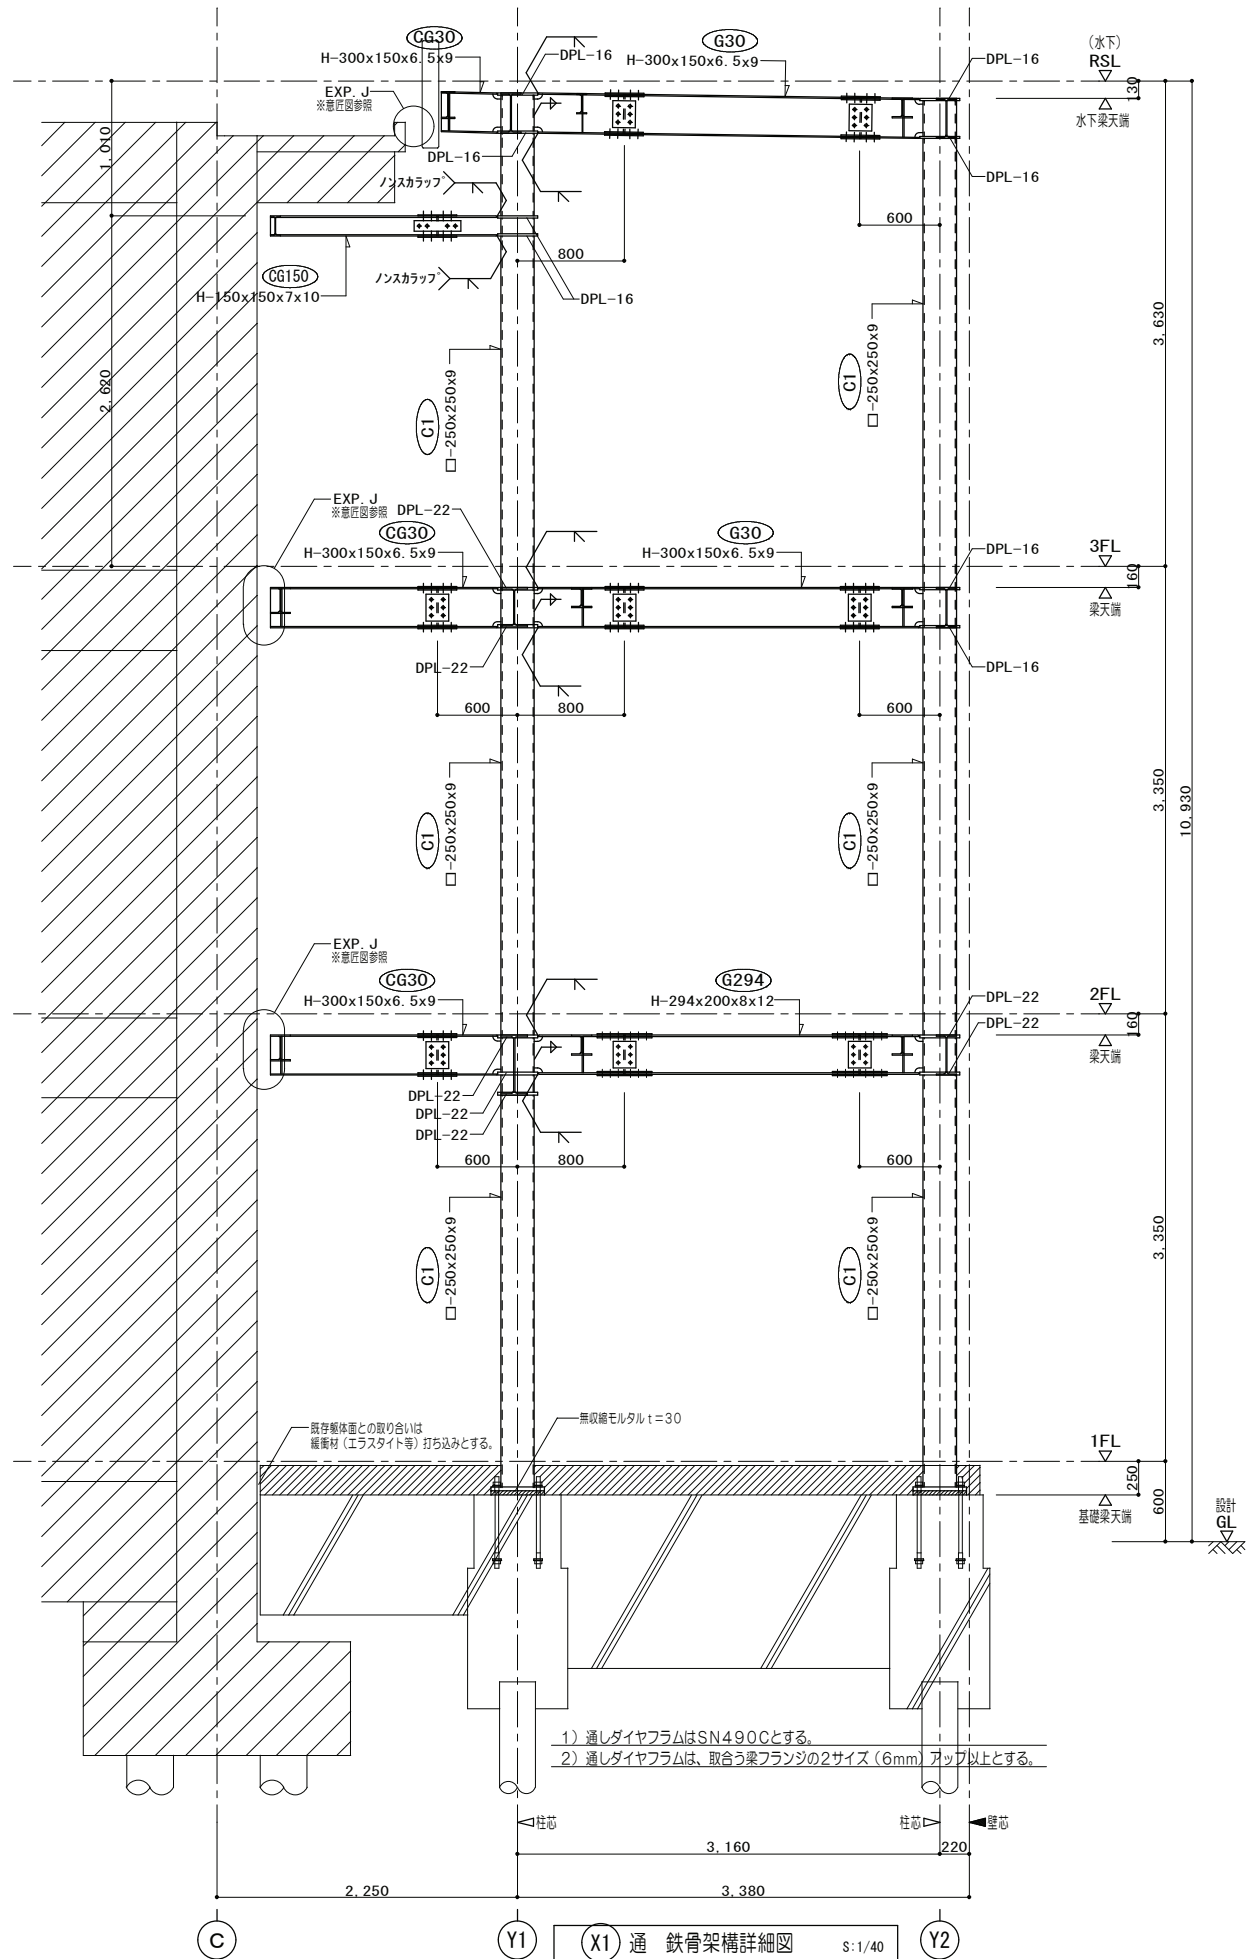 CG30
H-300x150x6.5x9
DPL-16
G30
H-300x150x6.5x9
DPL-16
(水下)
RSL
130
水下梁天端
EXP.J
※意匠図参照
DPL-16
DPL-16
1,010
ノンスカラップ
600
800
CG150
H-150x150x7x10
ノンスカラップ
DPL-16
3,630
2,620
C1
□-250x250x9
C1
□-250x250x9
EXP.J
※意匠図参照
DPL-22
CG30
H-300x150x6.5x9
G30
H-300x150x6.5x9
DPL-16
3FL
160
梁天端
DPL-22
DPL-16
600
800
600
C1
□-250x250x9
C1
□-250x250x9
3,350
10,930
EXP.J
※意匠図参照
CG30
H-300x150x6.5x9
G294
H-294x200x8x12
DPL-22
DPL-22
2FL
160
梁天端
DPL-22
DPL-22
DPL-22
600
800
600
C1
□-250x250x9
C1
□-250x250x9
3,350
既存躯体面との取り合いは
緩衝材(エラスタイト等)打ち込みとする。
無収縮モルタルt=30
1FL
250
基礎梁天端
600
設計
GL
1) 通しダイヤフラムはSN490Cとする。
2) 通しダイヤフラムは、取合う梁フランジの2サイズ(6mm)アップ以上とする。
柱芯
柱芯
壁芯
3,160
220
2,250
3,380
C
Y1
X1 通 鉄骨架構詳細図 S:1/40
Y2